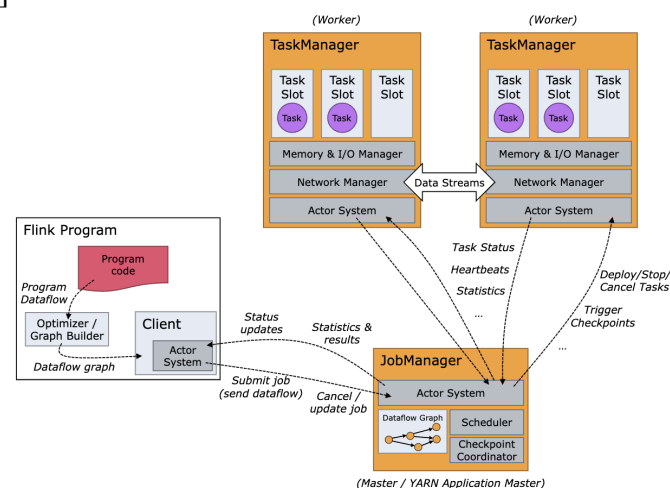 (Worker)
(Worker)
TaskManager
TaskManager
Task
Slot
Task
Slot
Task
Slot
Task
Task
Task
Slot
Task
Slot
Task
Slot
Task
Task
Memory & I/O Manager
Memory & I/O Manager
Network Manager
Data Streams
Network Manager
Actor System
Actor System
Flink Program
Program
code
Program
Dataflow
Optimizer /
Graph Builder
Dataflow graph
Client
Actor
System
Task Status
Heartbeats
Statistics
...
Deploy/Stop/
Cancel Tasks
Trigger
Checkpoints
...
Status
updates
Statistics &
results
Submit job
(send dataflow)
Cancel /
update job
JobManager
Actor System
Dataflow Graph
Scheduler
Checkpoint
Coordinator
(Master / YARN Application Master)